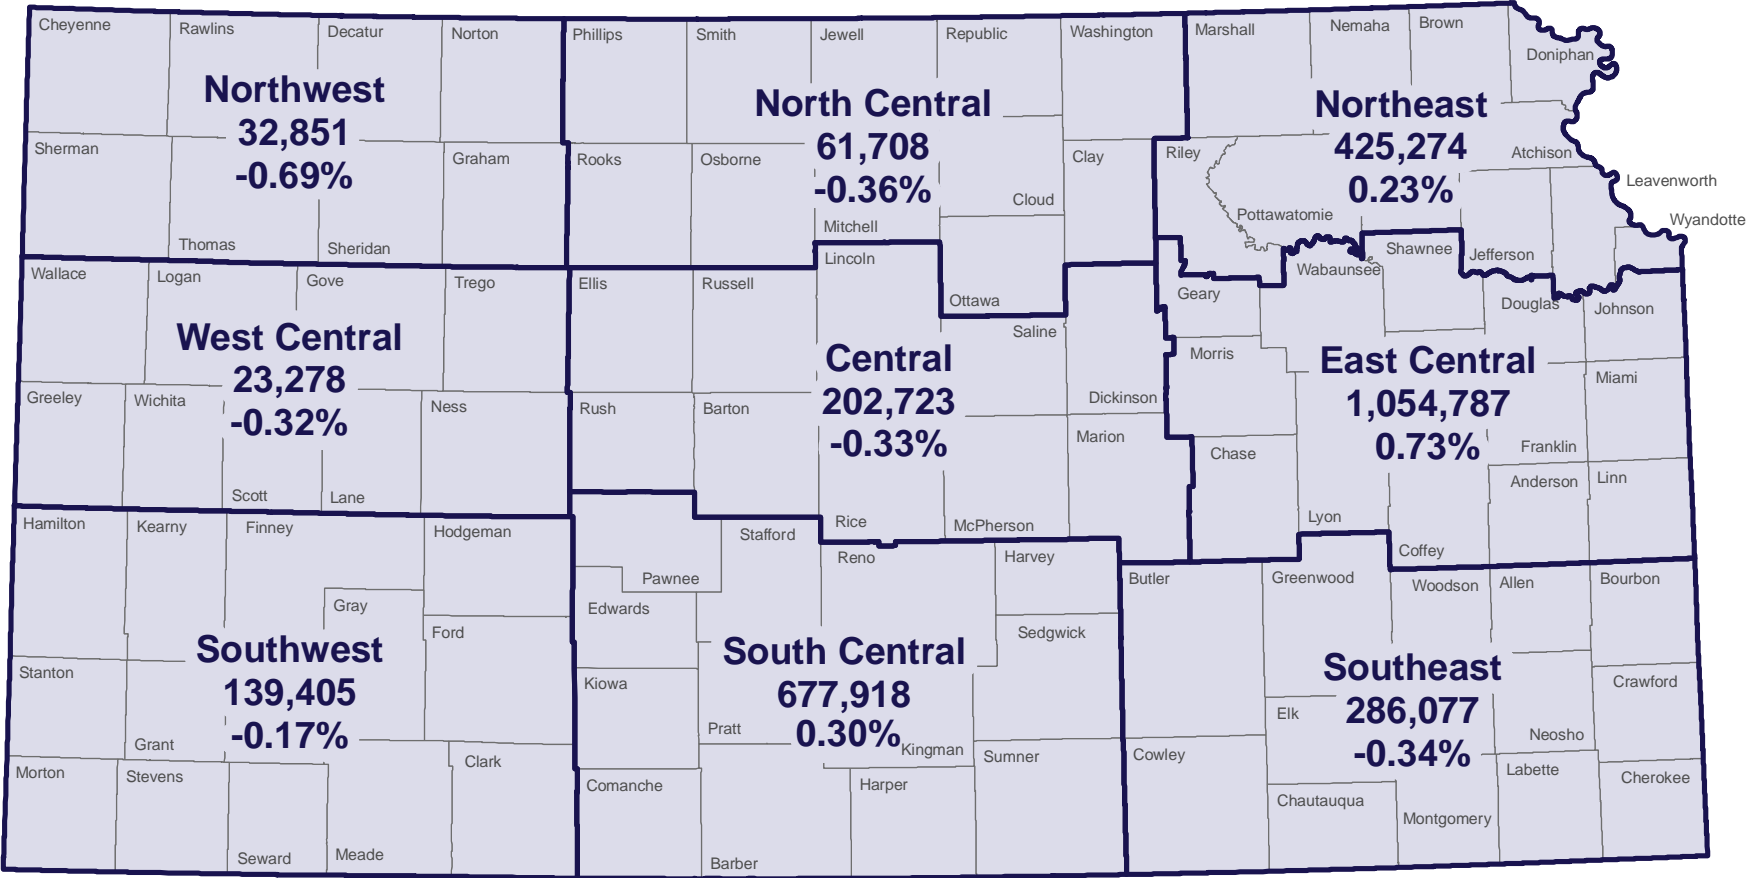 Cheyenne
Rawlins
Decatur
Norton
Phillips
Smith
Jewell
Republic
Washington
Marshall
Nemaha
Brown
Doniphan
Northwest
32,851
-0.69%
North Central
61,708
-0.36%
Northeast
425,274
0.23%
Sherman
Graham
Rooks
Osborne
Clay
Riley
Atchison
Leavenworth
Wyandotte
Cloud
Pottawatomie
Mitchell
Thomas
Sheridan
Shawnee
Jefferson
Wabaunsee
Wallace
Logan
Gove
Trego
Ellis
Russell
Lincoln
Ottawa
Saline
Geary
Douglas
Johnson
West Central
23,278
-0.32%
Central
202,723
-0.33%
East Central
1,054,787
0.73%
Morris
Miami
Greeley
Wichita
Ness
Rush
Barton
Dickinson
Marion
Chase
Franklin
Anderson
Linn
Scott
Lane
Rice
McPherson
Lyon
Coffey
Hamilton
Kearny
Finney
Hodgeman
Stafford
Reno
Harvey
Butler
Greenwood
Woodson
Allen
Bourbon
Pawnee
Gray
Edwards
Ford
Sedgwick
Southwest
139,405
-0.17%
South Central
677,918
0.30%
Southeast
286,077
-0.34%
Stanton
Kiowa
Crawford
Elk
Pratt
Grant
Kingman
Neosho
Clark
Sumner
Cowley
Labette
Morton
Stevens
Comanche
Harper
Cherokee
Chautauqua
Montgomery
Seward
Meade
Barber